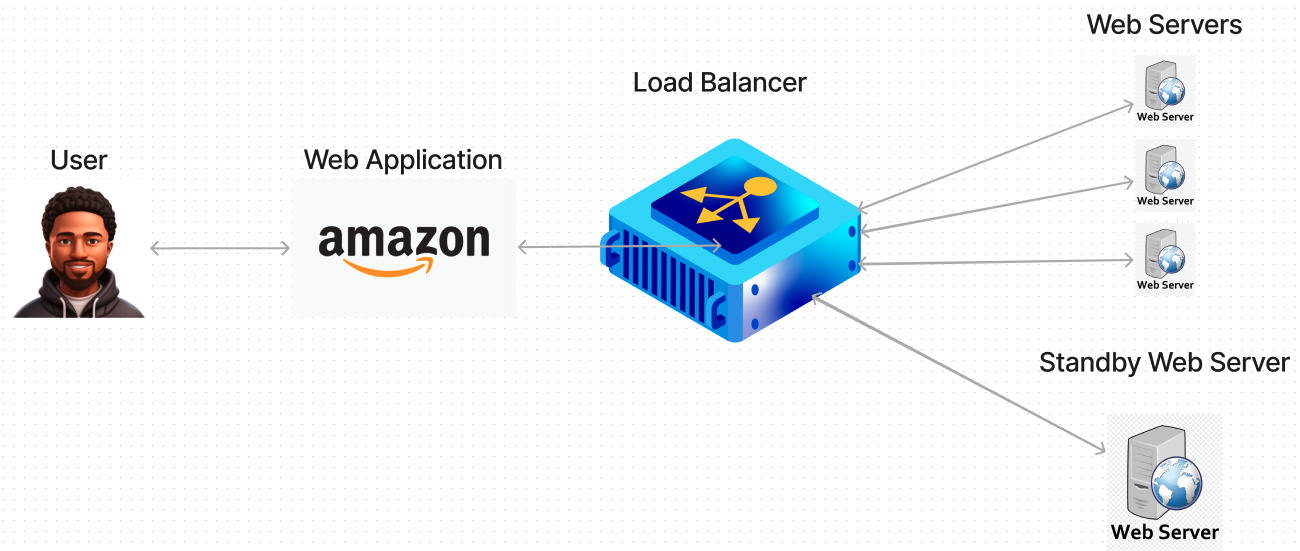 User
Web Application
amazon
Load Balancer
Web Servers
Web Server
Web Server
Web Server
Standby Web Server
Web Server